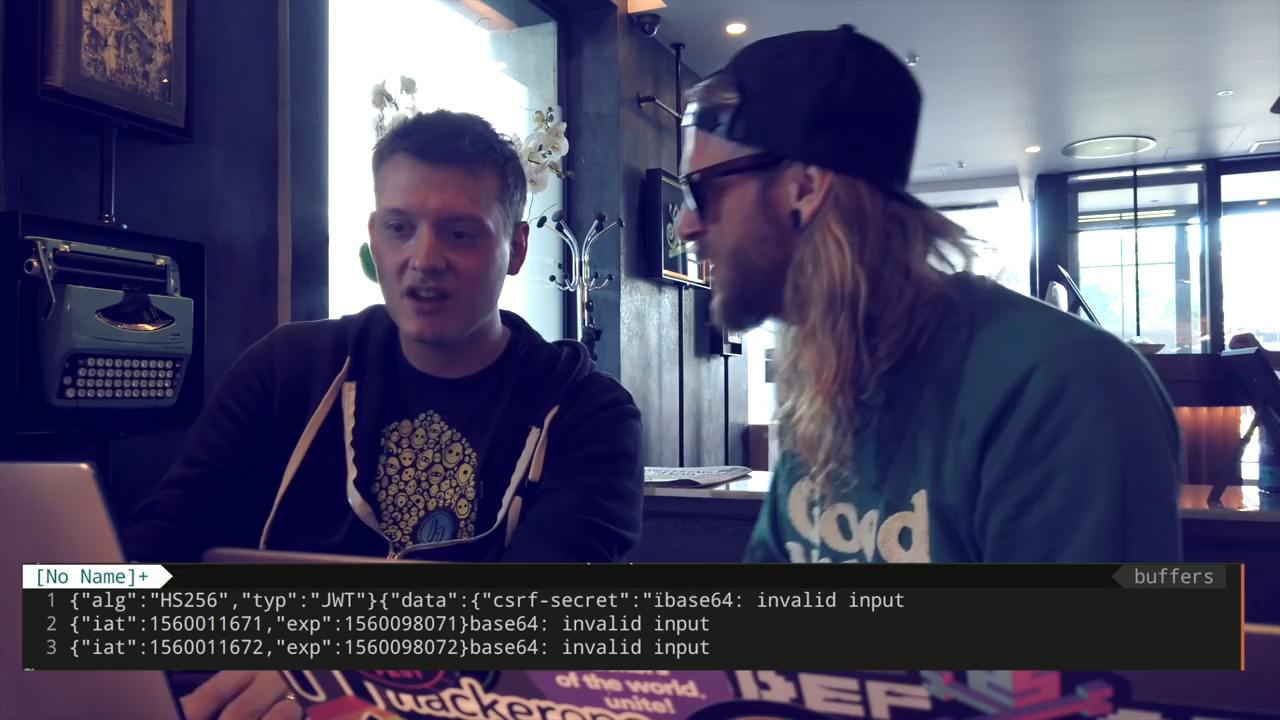 Good
[No Name]+
buffers
1 {"alg":"HS256","typ":"JWT"}{"data":{"csrf-secret":"ïbase64: invalid input
2 {"iat":1560011671,"exp":1560098071}base64: invalid input
3 {"iat":1560011672,"exp":1560098072}base64: invalid input
~
of the world,
unite!